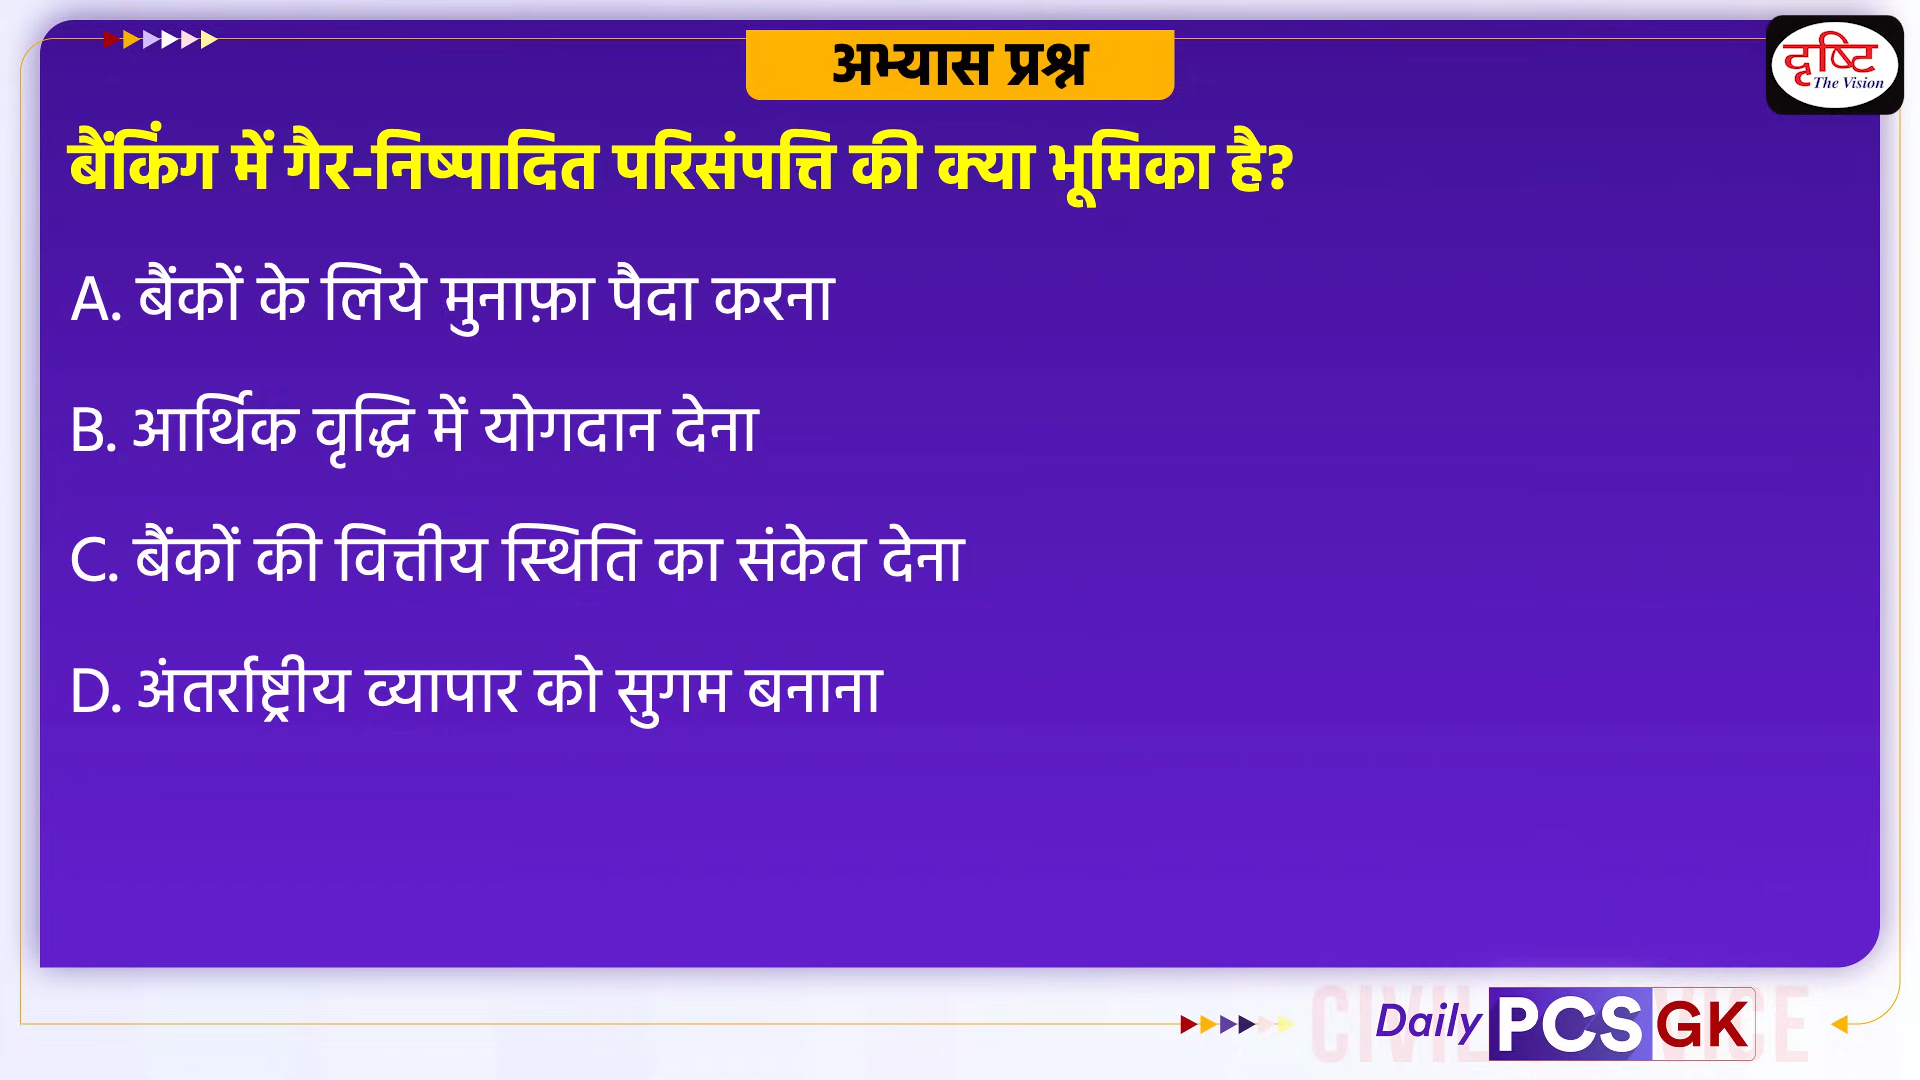 अभ्यास प्रश्न
दृष्टि
The Vision
बैंकिंग में गैर-निष्पादित परिसंपत्ति की क्या भूमिका है?
A. बैंकों के लिये मुनाफ़ा पैदा करना
B. आर्थिक वृद्धि में योगदान देना
C. बैंकों की वित्तीय स्थिति का संकेत देना
D. अंतर्राष्ट्रीय व्यापार को सुगम बनाना
Daily PCS GK